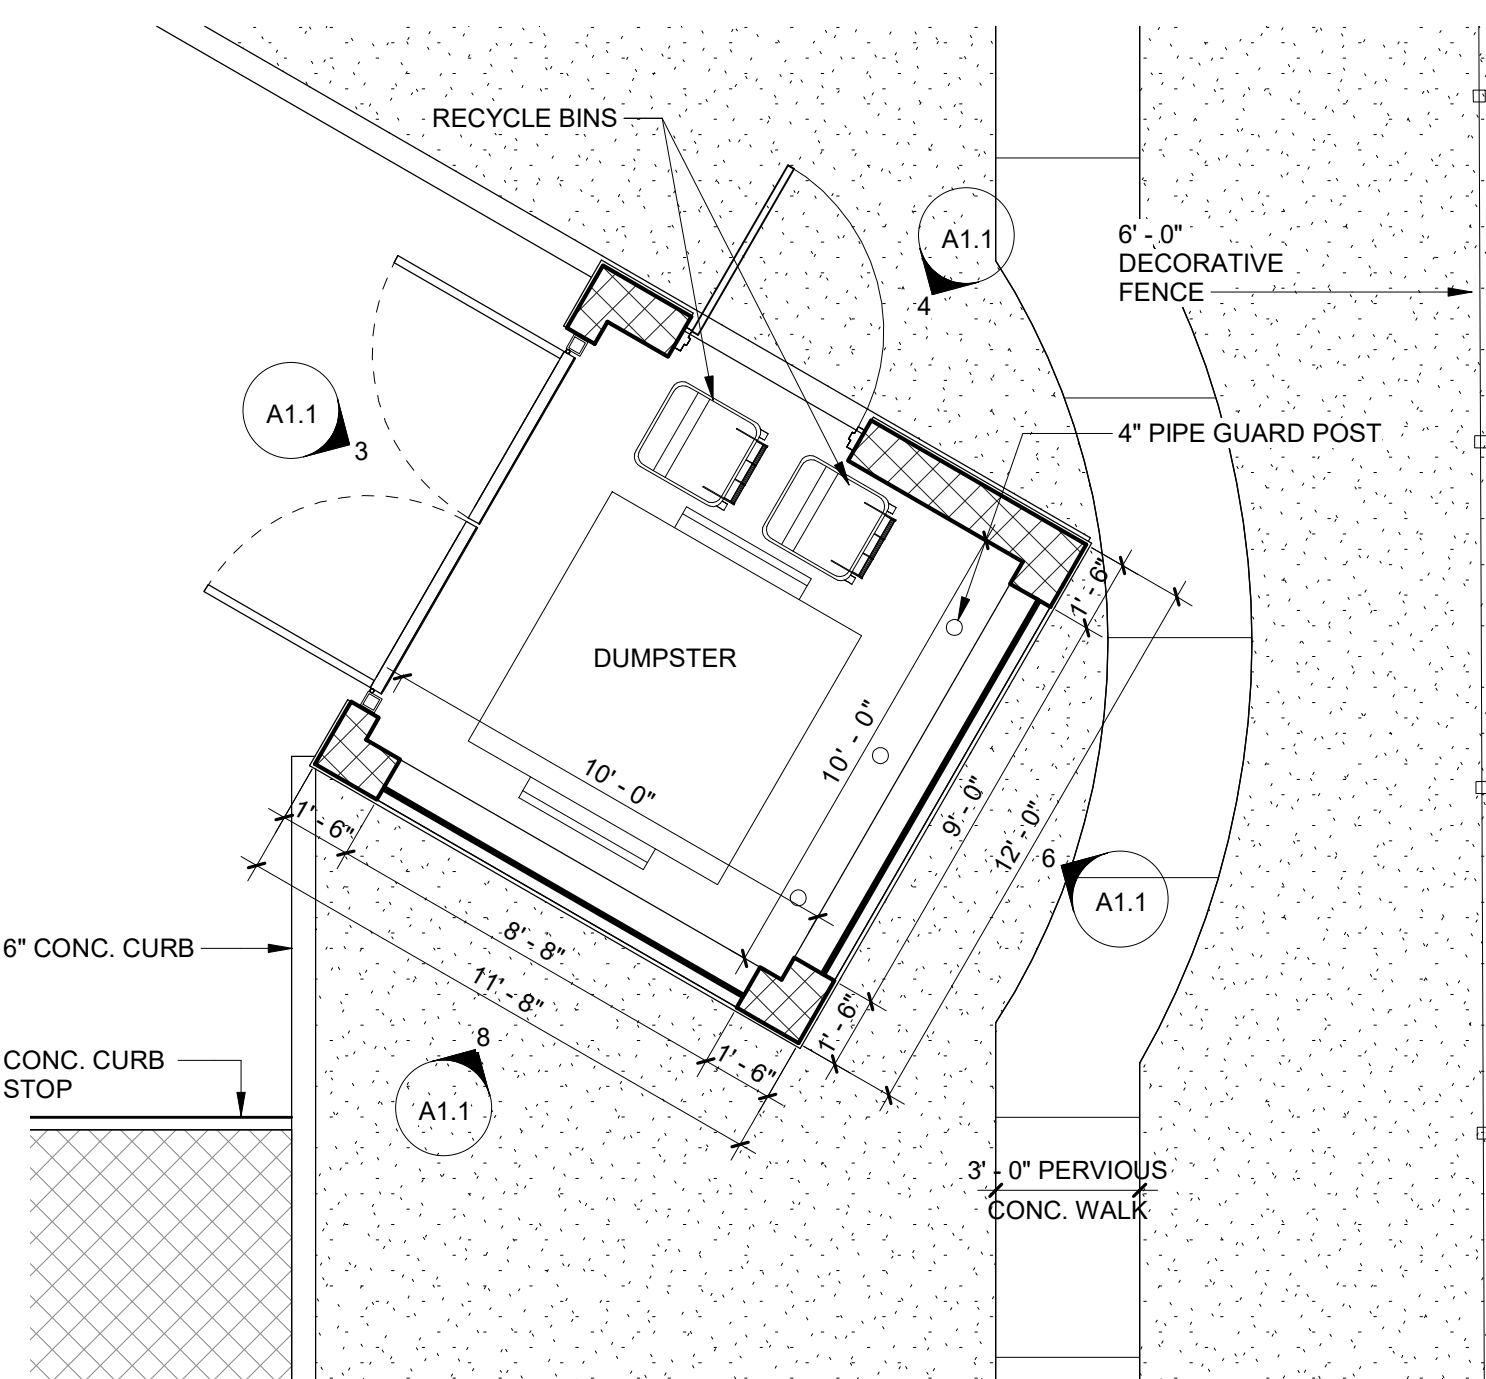 RECYCLE BINS
A1.1
4
6' - 0"
DECORATIVE
FENCE
A1.1
3
4" PIPE GUARD POST
1' - 6"
DUMPSTER
10' - 0"
10' - 0"
9' - 0"
12' - 0"
1' - 6"
6
A1.1
6" CONC. CURB
8' - 8"
11' - 8"
1' - 6"
1' - 6"
8
A1.1
CONC. CURB
STOP
3' - 0" PERVIOUS
CONC. WALK